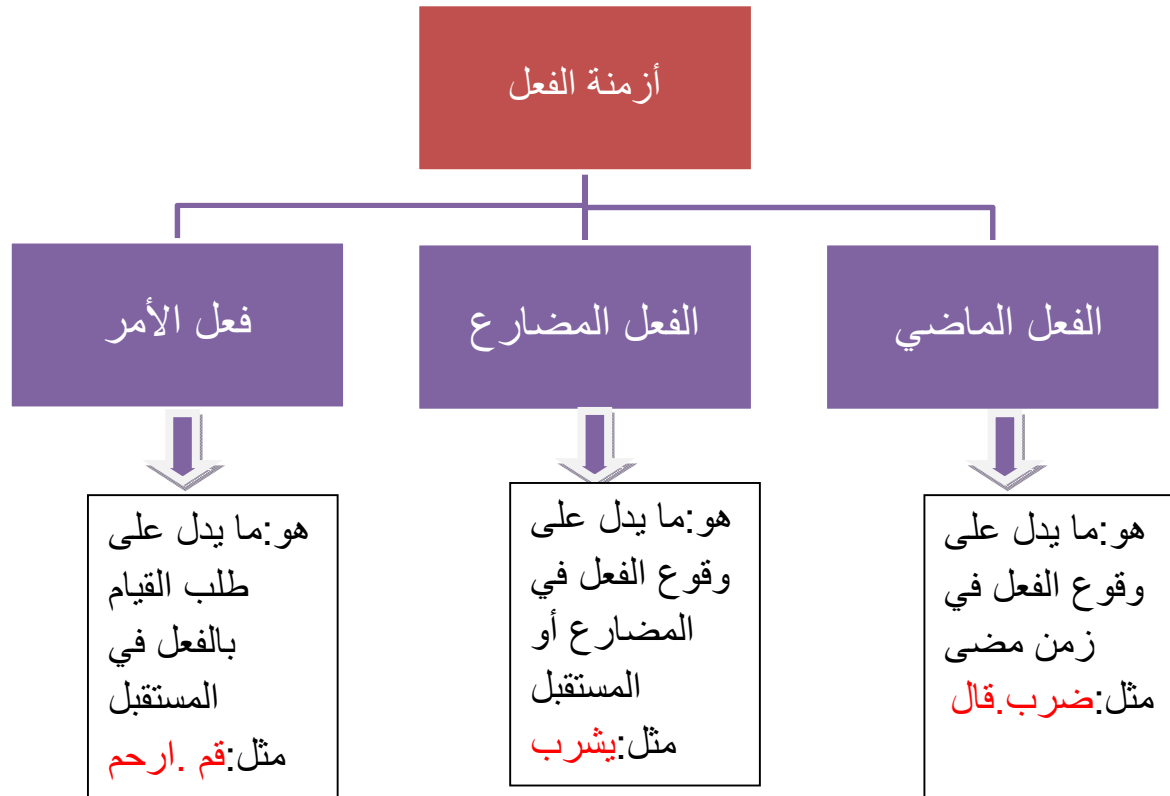 أزمنة الفعل
الفعل الماضي
الفعل المضارع
فعل الأمر
هو:ما يدل على
وقوع الفعل في
زمن مضى
مثل:ضرب.قال
هو:ما يدل على
وقوع الفعل في
المضارع أو
المستقبل
مثل:يشرب
هو:ما يدل على
طلب القيام
بالفعل في
المستقبل
مثل:قم .ارحم